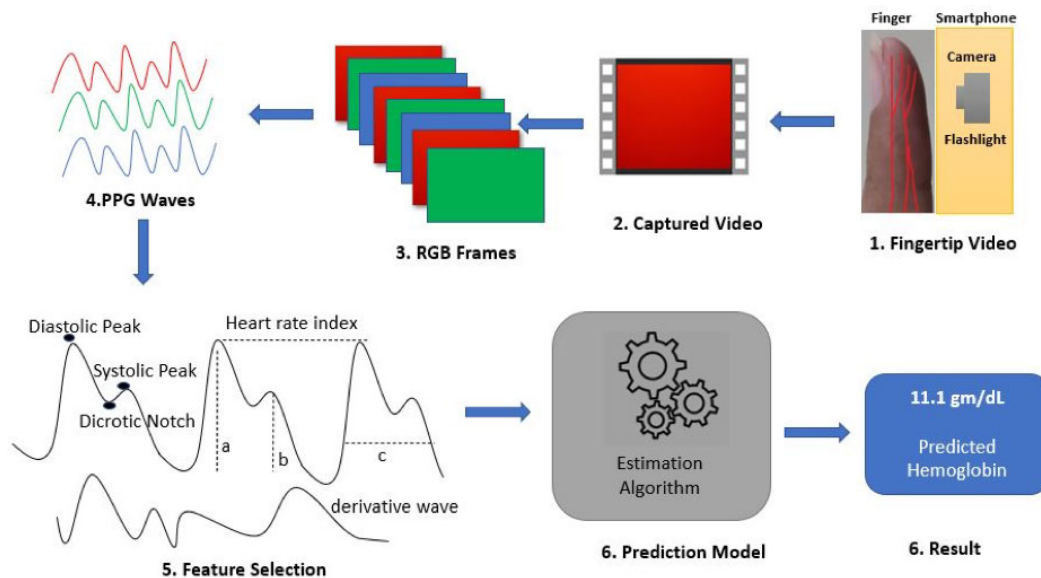 Finger
Smartphone
Camera
Flashlight
1. Fingertip Video
2. Captured Video
3. RGB Frames
4.PPG Waves
Diastolic Peak
Systolic Peak
Dicrotic Notch
Heart rate index
a
b
c
derivative wave
5. Feature Selection
Estimation
Algorithm
6. Prediction Model
11.1 gm/dL
Predicted
Hemoglobin
6. Result